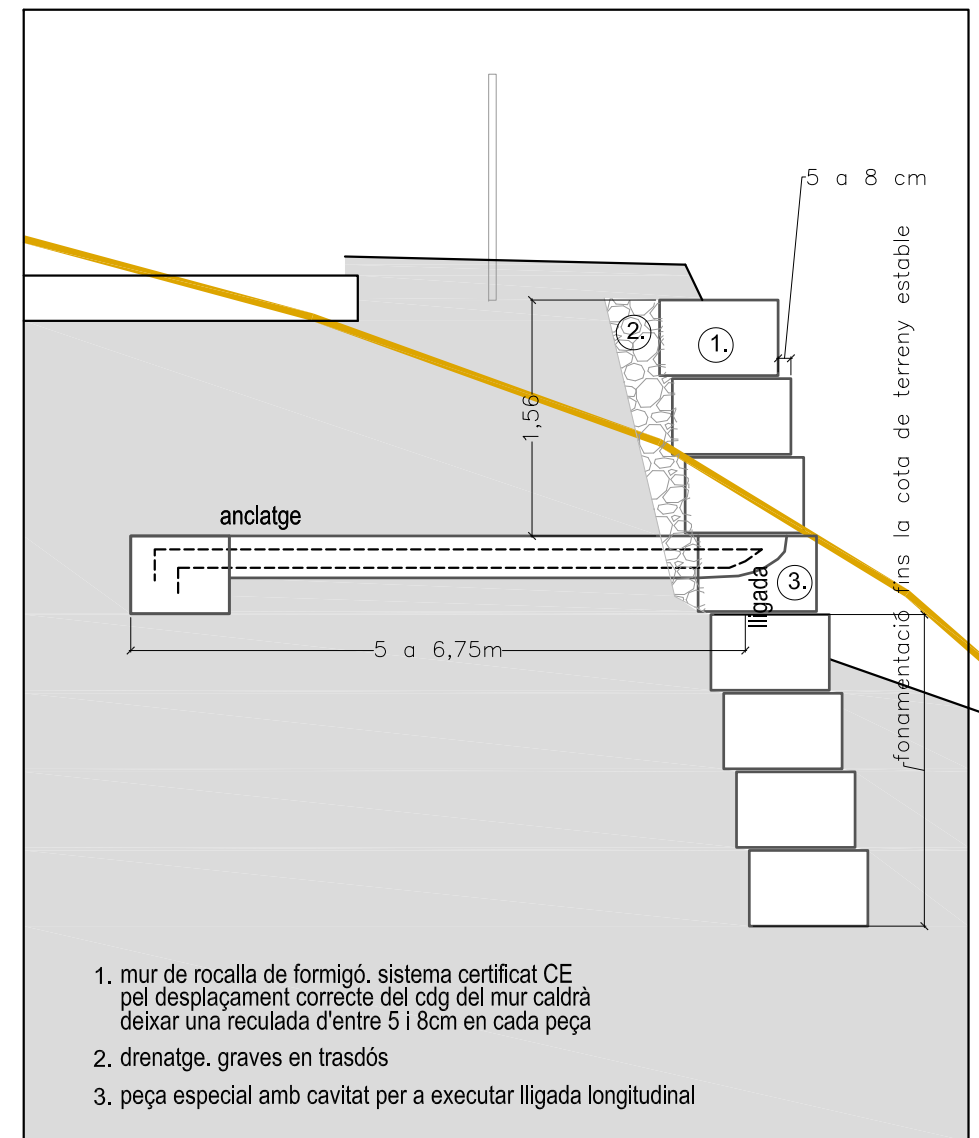 5 a 8 cm
2.
1.
fonamentació fins la cota de terreny estable
1,56
anclatge
lligada
3.
5 a 6,75m
1. mur de rocalla de formigó. sistema certificat CE
pel desplaçament correcte del cdg del mur caldrà
deixar una reculada d'entre 5 i 8cm en cada peça
2. drenatge. graves en trasdós
3. peça especial amb cavitat per a executar lligada longitudinal